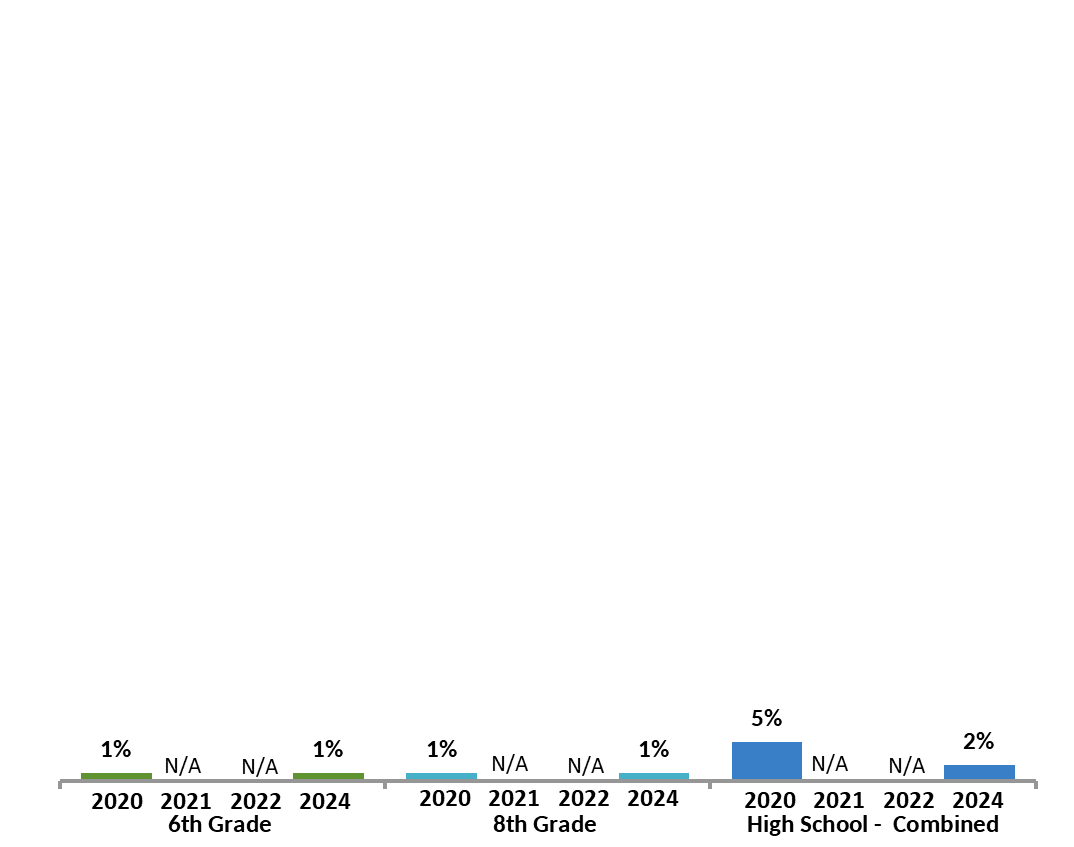 5%
1% N/A N/A 1% 1% N/A N/A 1% N/A N/A 2%
2020 2021 2022 2024 2020 2021 2022 2024 2020 2021 2022 2024
6th Grade 8th Grade High School -  Combined